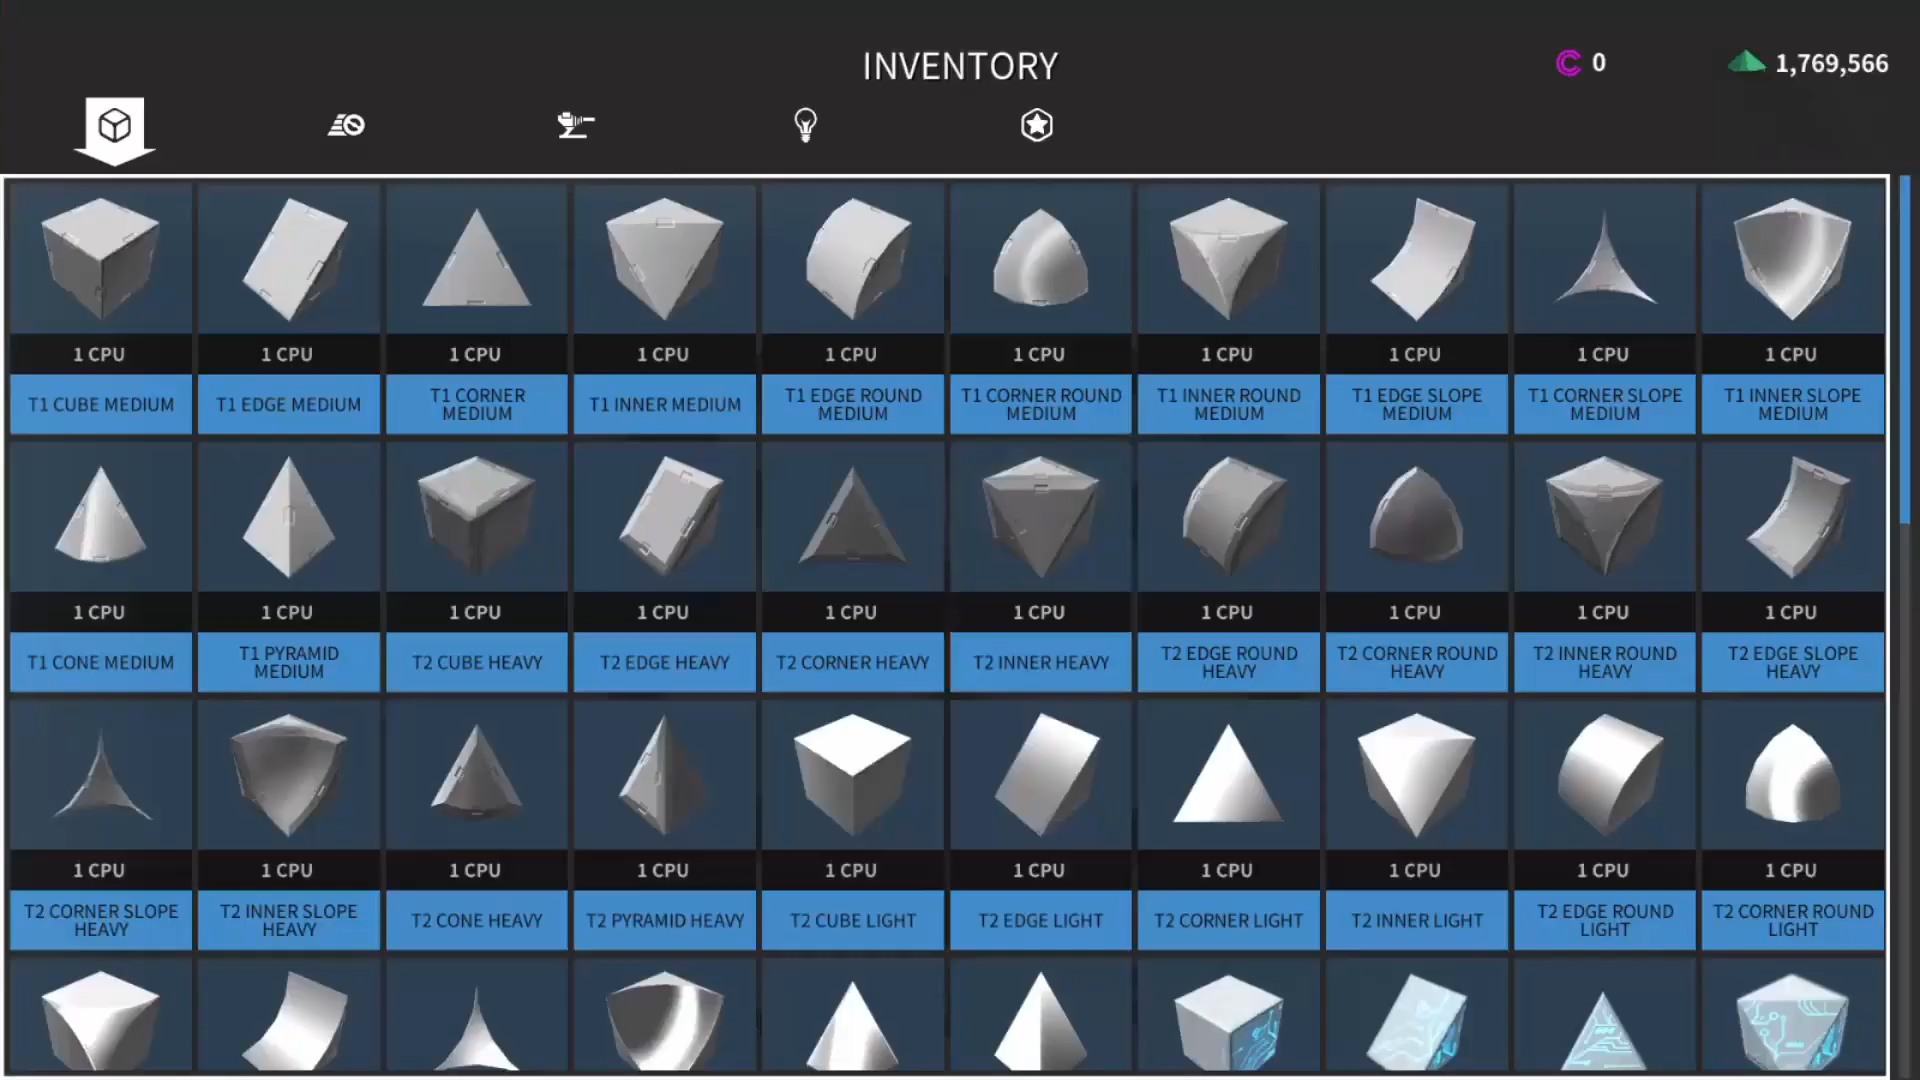 INVENTORY
0
1,769,566
1 CPU
1 CPU
1 CPU
1 CPU
1 CPU
1 CPU
1 CPU
1 CPU
1 CPU
1 CPU
T1 CUBE MEDIUM
T1 EDGE MEDIUM
T1 CORNER
MEDIUM
T1 INNER MEDIUM
T1 EDGE ROUND
MEDIUM
T1 CORNER ROUND
MEDIUM
T1 INNER ROUND
MEDIUM
T1 EDGE SLOPE
MEDIUM
T1 CORNER SLOPE
MEDIUM
T1 INNER SLOPE
MEDIUM
1 CPU
1 CPU
1 CPU
1 CPU
1 CPU
1 CPU
1 CPU
1 CPU
1 CPU
1 CPU
T1 CONE MEDIUM
T1 PYRAMID
MEDIUM
T2 CUBE HEAVY
T2 EDGE HEAVY
T2 CORNER HEAVY
T2 INNER HEAVY
T2 EDGE ROUND
HEAVY
T2 CORNER ROUND
HEAVY
T2 INNER ROUND
HEAVY
T2 EDGE SLOPE
HEAVY
1 CPU
1 CPU
1 CPU
1 CPU
1 CPU
1 CPU
1 CPU
1 CPU
1 CPU
1 CPU
T2 CORNER SLOPE
HEAVY
T2 INNER SLOPE
HEAVY
T2 CONE HEAVY
T2 PYRAMID HEAVY
T2 CUBE LIGHT
T2 EDGE LIGHT
T2 CORNER LIGHT
T2 INNER LIGHT
T2 EDGE ROUND
LIGHT
T2 CORNER ROUND
LIGHT